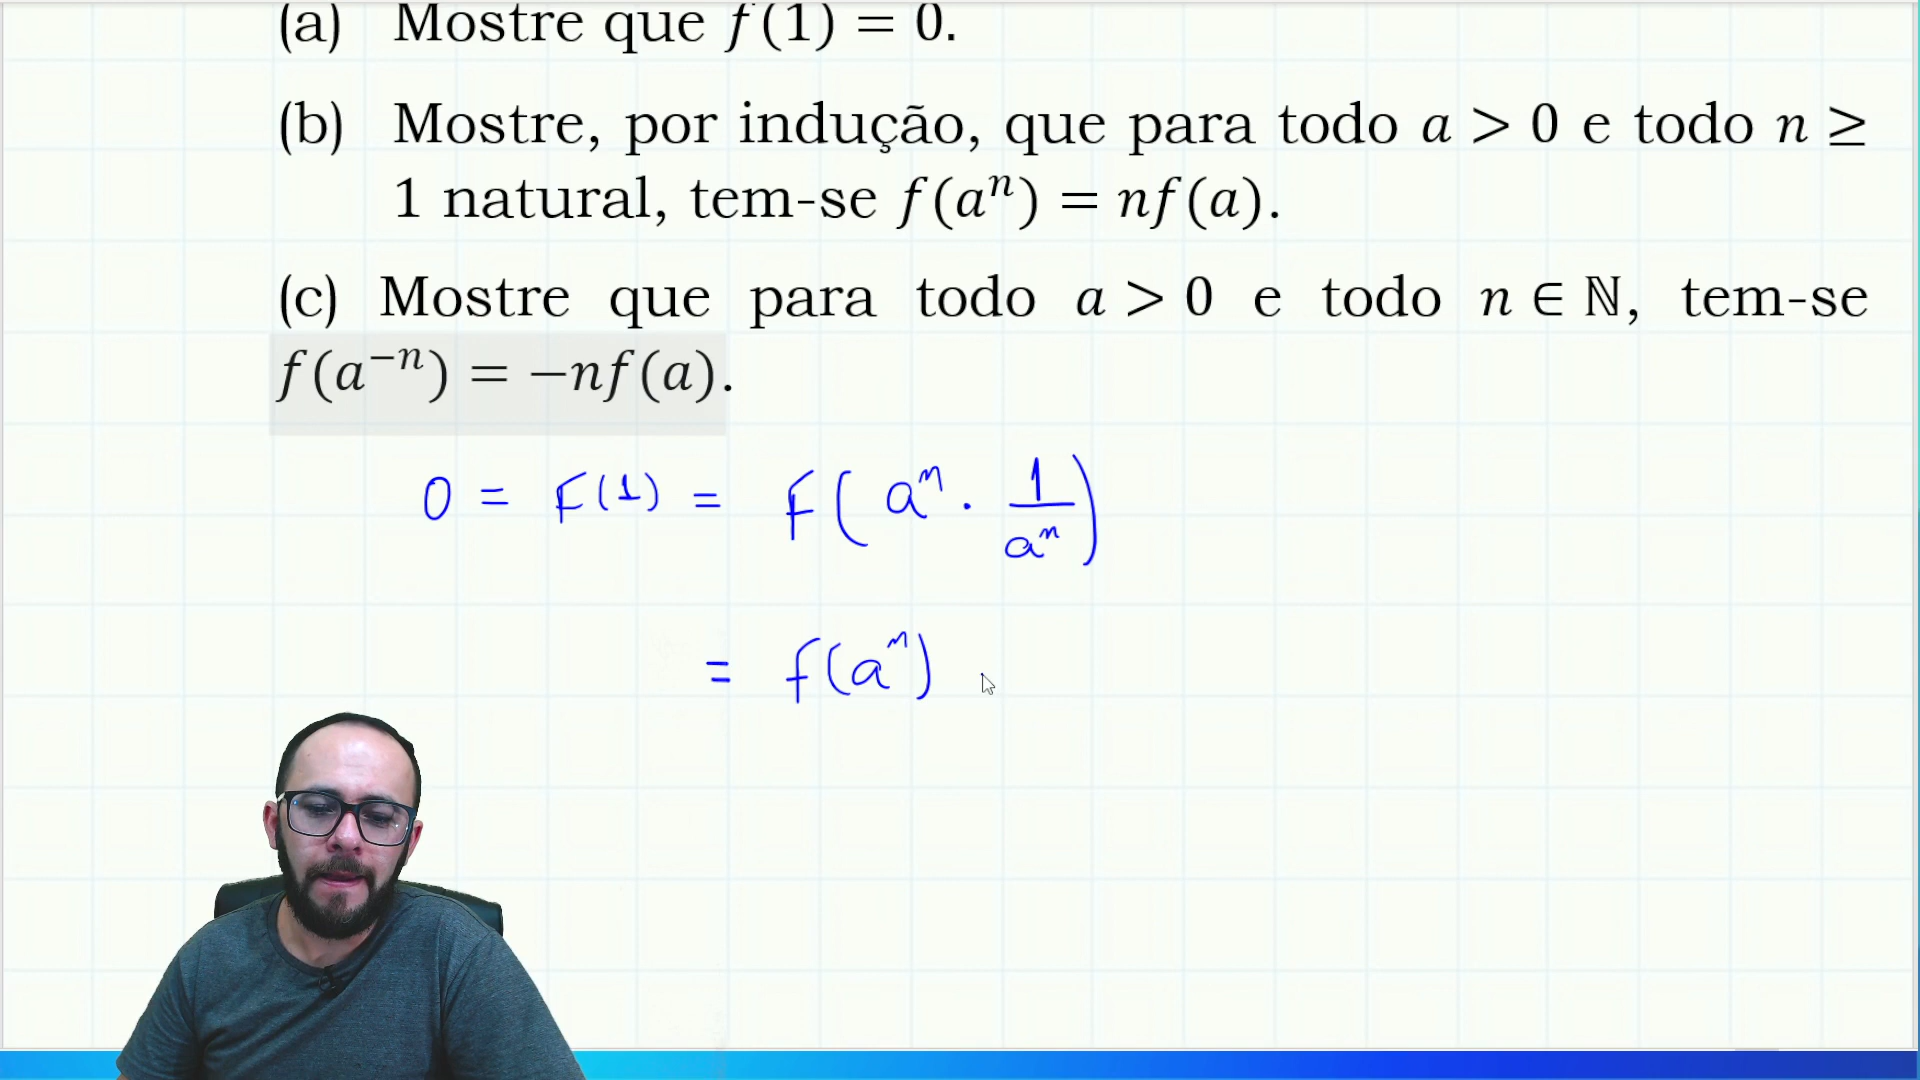 (a) Mostre que f(1) = 0.
(b) Mostre, por indução, que para todo a > 0 e todo n ≥
1 natural, tem-se f(aⁿ) = nf(a).
(c) Mostre que para todo a > 0 e todo n ∈ ℕ, tem-se
f(a⁻ⁿ) = −nf(a).
0 = F(1) = F(aⁿ · 1/aⁿ)
= f(aⁿ)